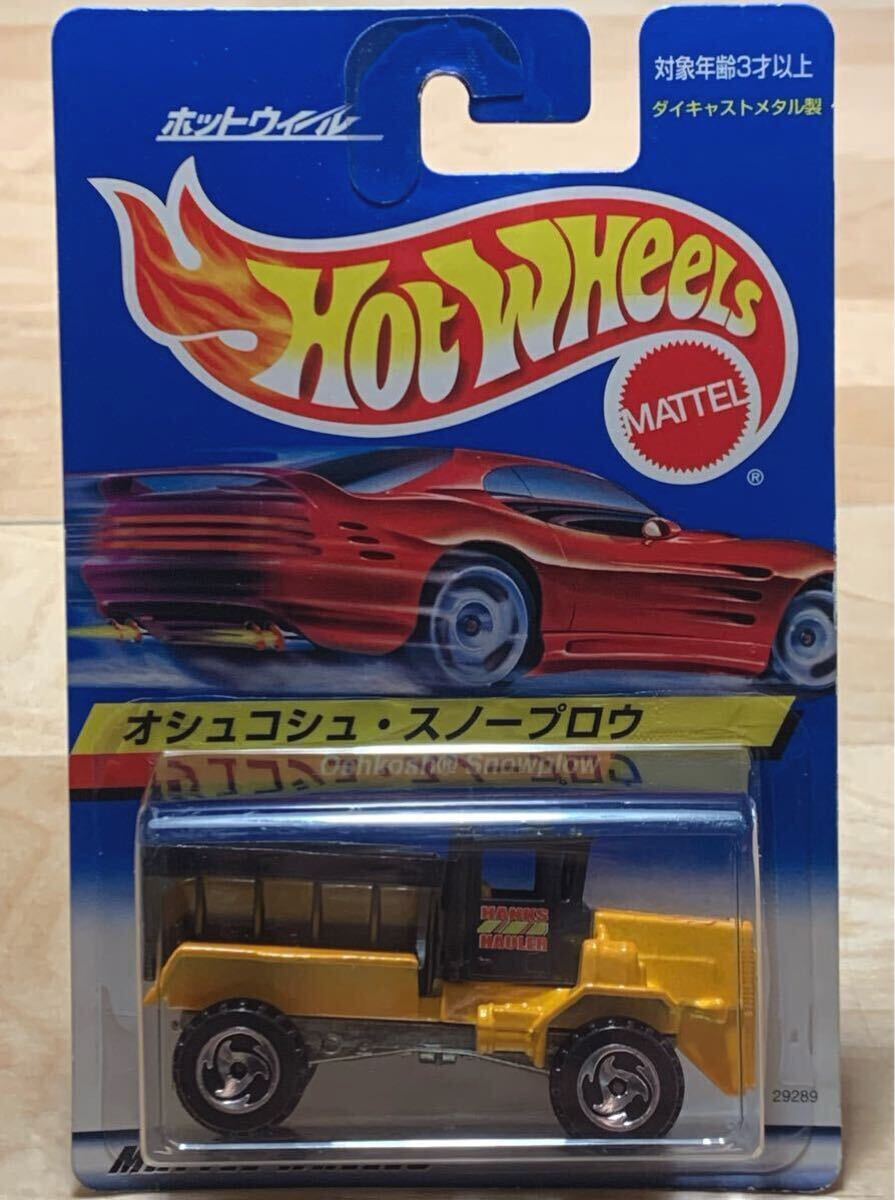 対象年齢3才以上
ダイキャストメタル製
ホットウィール
HOT WHEELS
MATTEL
®
オシュコシュ・スノープロウ
Oshkosh® Snowplow
HANKS
HAULER
29289